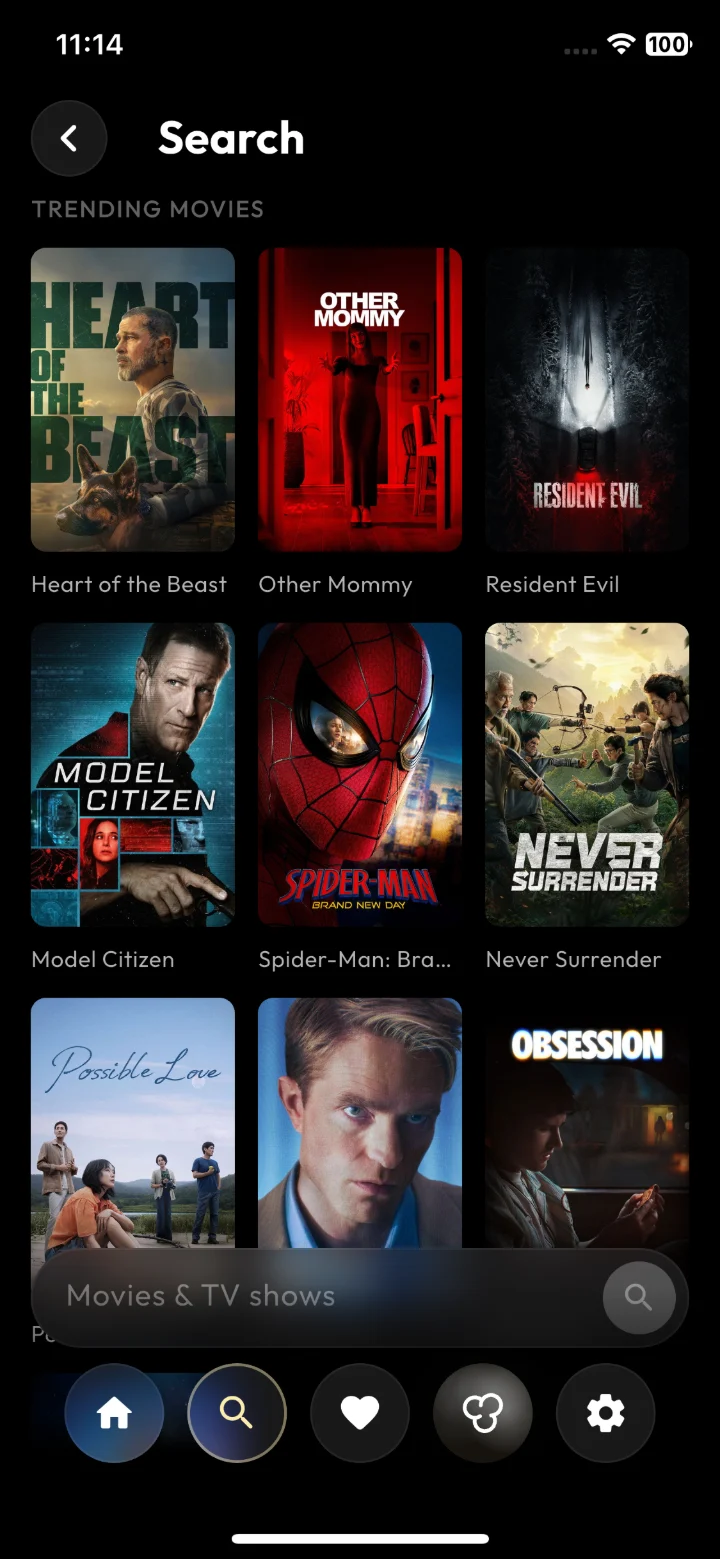 11:14
100
Search
TRENDING MOVIES
HEART
OF
THE
BEAST
OTHER
MOMMY
RESIDENT EVIL
Heart of the Beast
Other Mommy
Resident Evil
MODEL
CITIZEN
SPIDER-MAN
BRAND NEW DAY
NEVER
SURRENDER
Model Citizen
Spider-Man: Bra...
Never Surrender
Possible Love
OBSESSION
Movies & TV shows